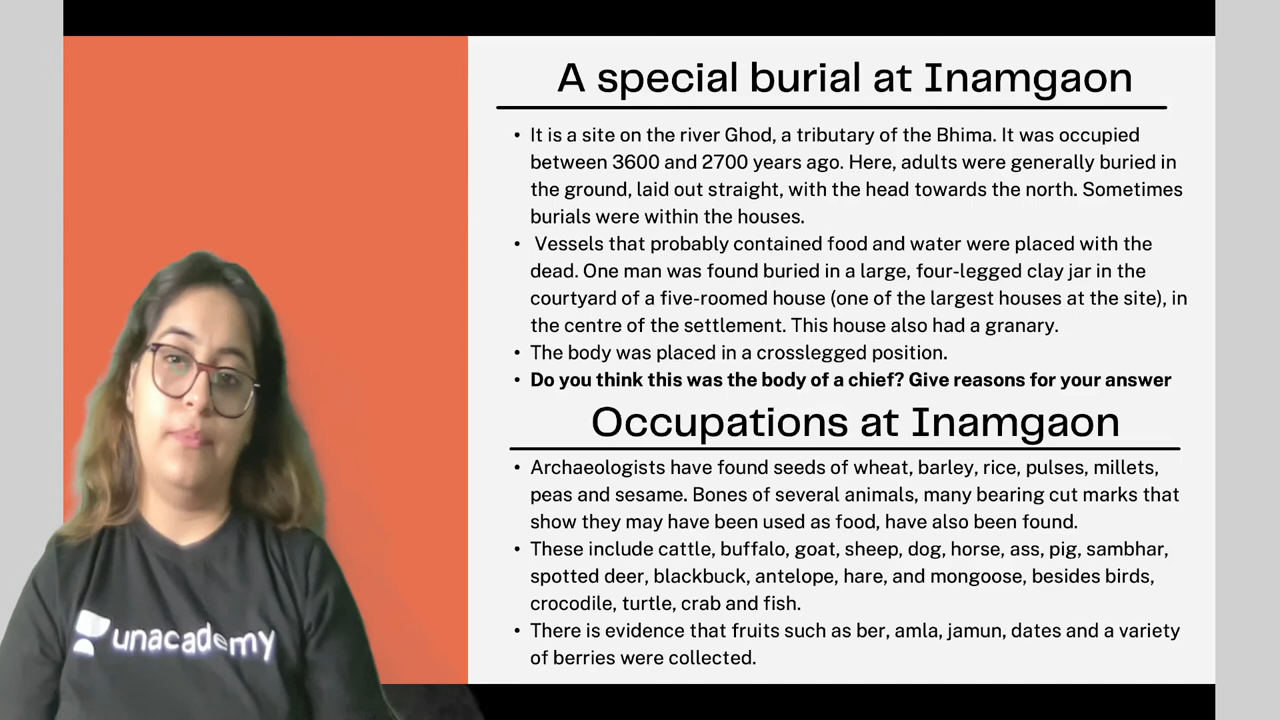 A special burial at Inamgaon
• It is a site on the river Ghod, a tributary of the Bhima. It was occupied
between 3600 and 2700 years ago. Here, adults were generally buried in
the ground, laid out straight, with the head towards the north. Sometimes
burials were within the houses.
• Vessels that probably contained food and water were placed with the
dead. One man was found buried in a large, four-legged clay jar in the
courtyard of a five-roomed house (one of the largest houses at the site), in
the centre of the settlement. This house also had a granary.
• The body was placed in a crosslegged position.
• Do you think this was the body of a chief? Give reasons for your answer
Occupations at Inamgaon
• Archaeologists have found seeds of wheat, barley, rice, pulses, millets,
peas and sesame. Bones of several animals, many bearing cut marks that
show they may have been used as food, have also been found.
• These include cattle, buffalo, goat, sheep, dog, horse, ass, pig, sambhar,
spotted deer, blackbuck, antelope, hare, and mongoose, besides birds,
crocodile, turtle, crab and fish.
• There is evidence that fruits such as ber, amla, jamun, dates and a variety
of berries were collected.
unacademy